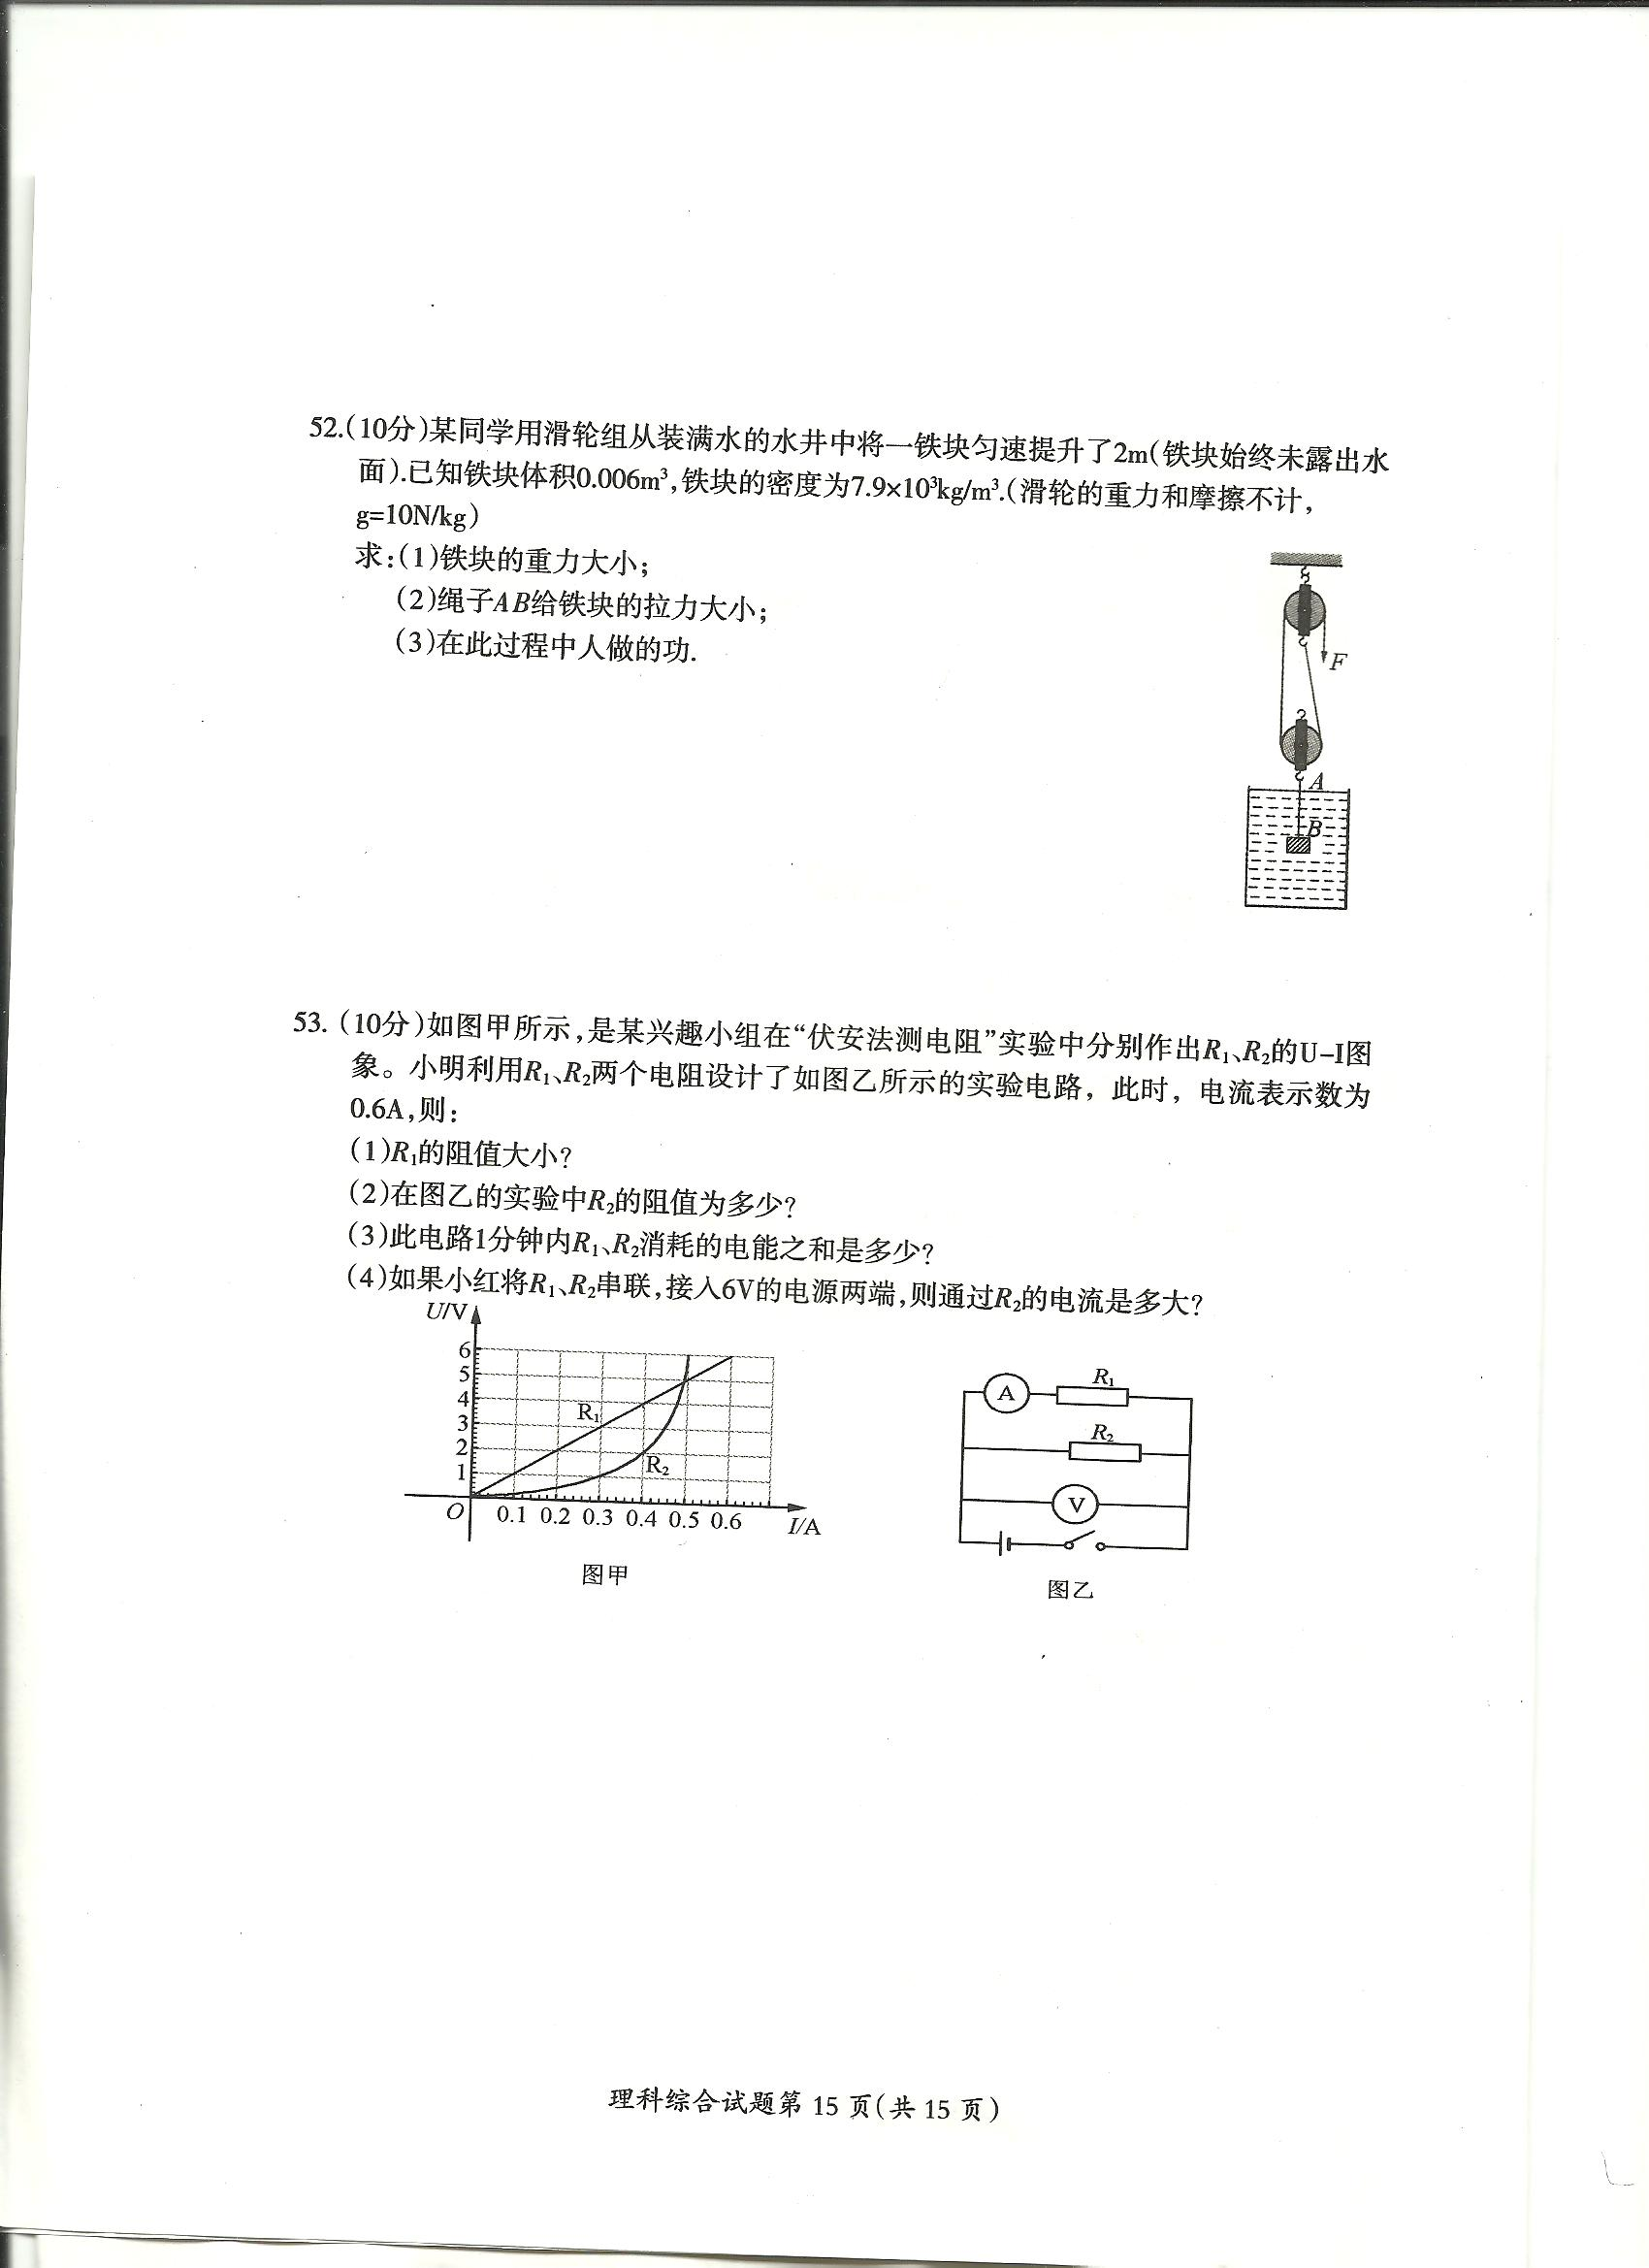 52.(10分)某同学用滑轮组从装满水的水井中将一铁块匀速提升了2m(铁块始终未露出水
面).已知铁块体积0.006m³,铁块的密度为7.9×10³kg/m³.(滑轮的重力和摩擦不计,
g=10N/kg)
求:(1)铁块的重力大小;
(2)绳子AB给铁块的拉力大小;
(3)在此过程中人做的功.
F
A
B
53. (10分)如图甲所示,是某兴趣小组在“伏安法测电阻”实验中分别作出R₁、R₂的U-I图
象。小明利用R₁、R₂两个电阻设计了如图乙所示的实验电路，此时，电流表示数为
0.6A,则:
(1)R₁的阻值大小?
(2)在图乙的实验中R₂的阻值为多少?
(3)此电路1分钟内R₁、R₂消耗的电能之和是多少?
(4)如果小红将R₁、R₂串联,接入6V的电源两端,则通过R₂的电流是多大?
U/V
6
5
4
3
2
1
R₁
R₂
O 0.1 0.2 0.3 0.4 0.5 0.6 I/A
图甲
A R₁
R₂
V
图乙
理科综合试题第 15 页(共 15 页)